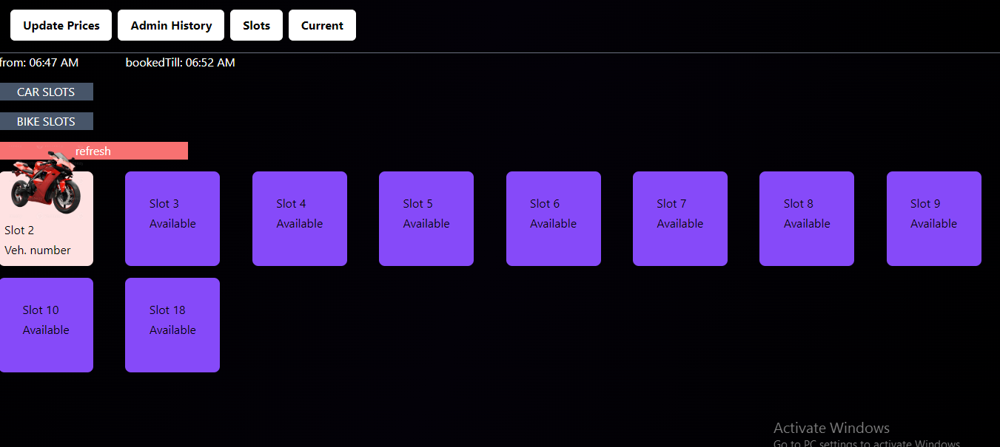 Update Prices Admin History Slots Current
from: 06:47 AM bookedTill: 06:52 AM
CAR SLOTS
BIKE SLOTS
refresh
Slot 2
Veh. number
Slot 3
Available
Slot 4
Available
Slot 5
Available
Slot 6
Available
Slot 7
Available
Slot 8
Available
Slot 9
Available
Slot 10
Available
Slot 18
Available
Activate Windows
Go to PC settings to activate Windows.